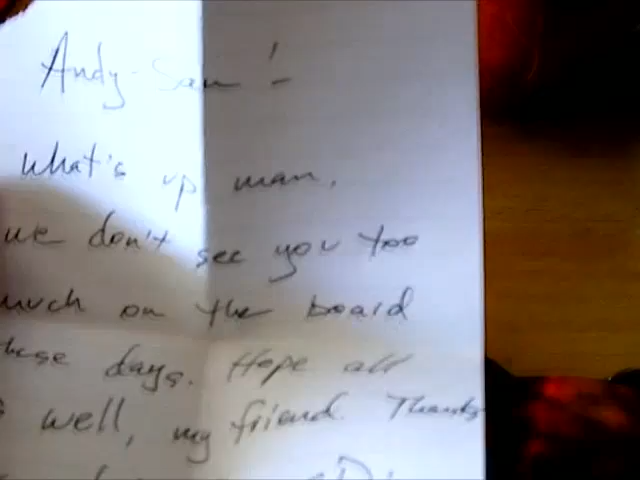 Andy-San!
What's up man,
we don't see you too
much on the board
these days. Hope all
well, my friend. Thanks